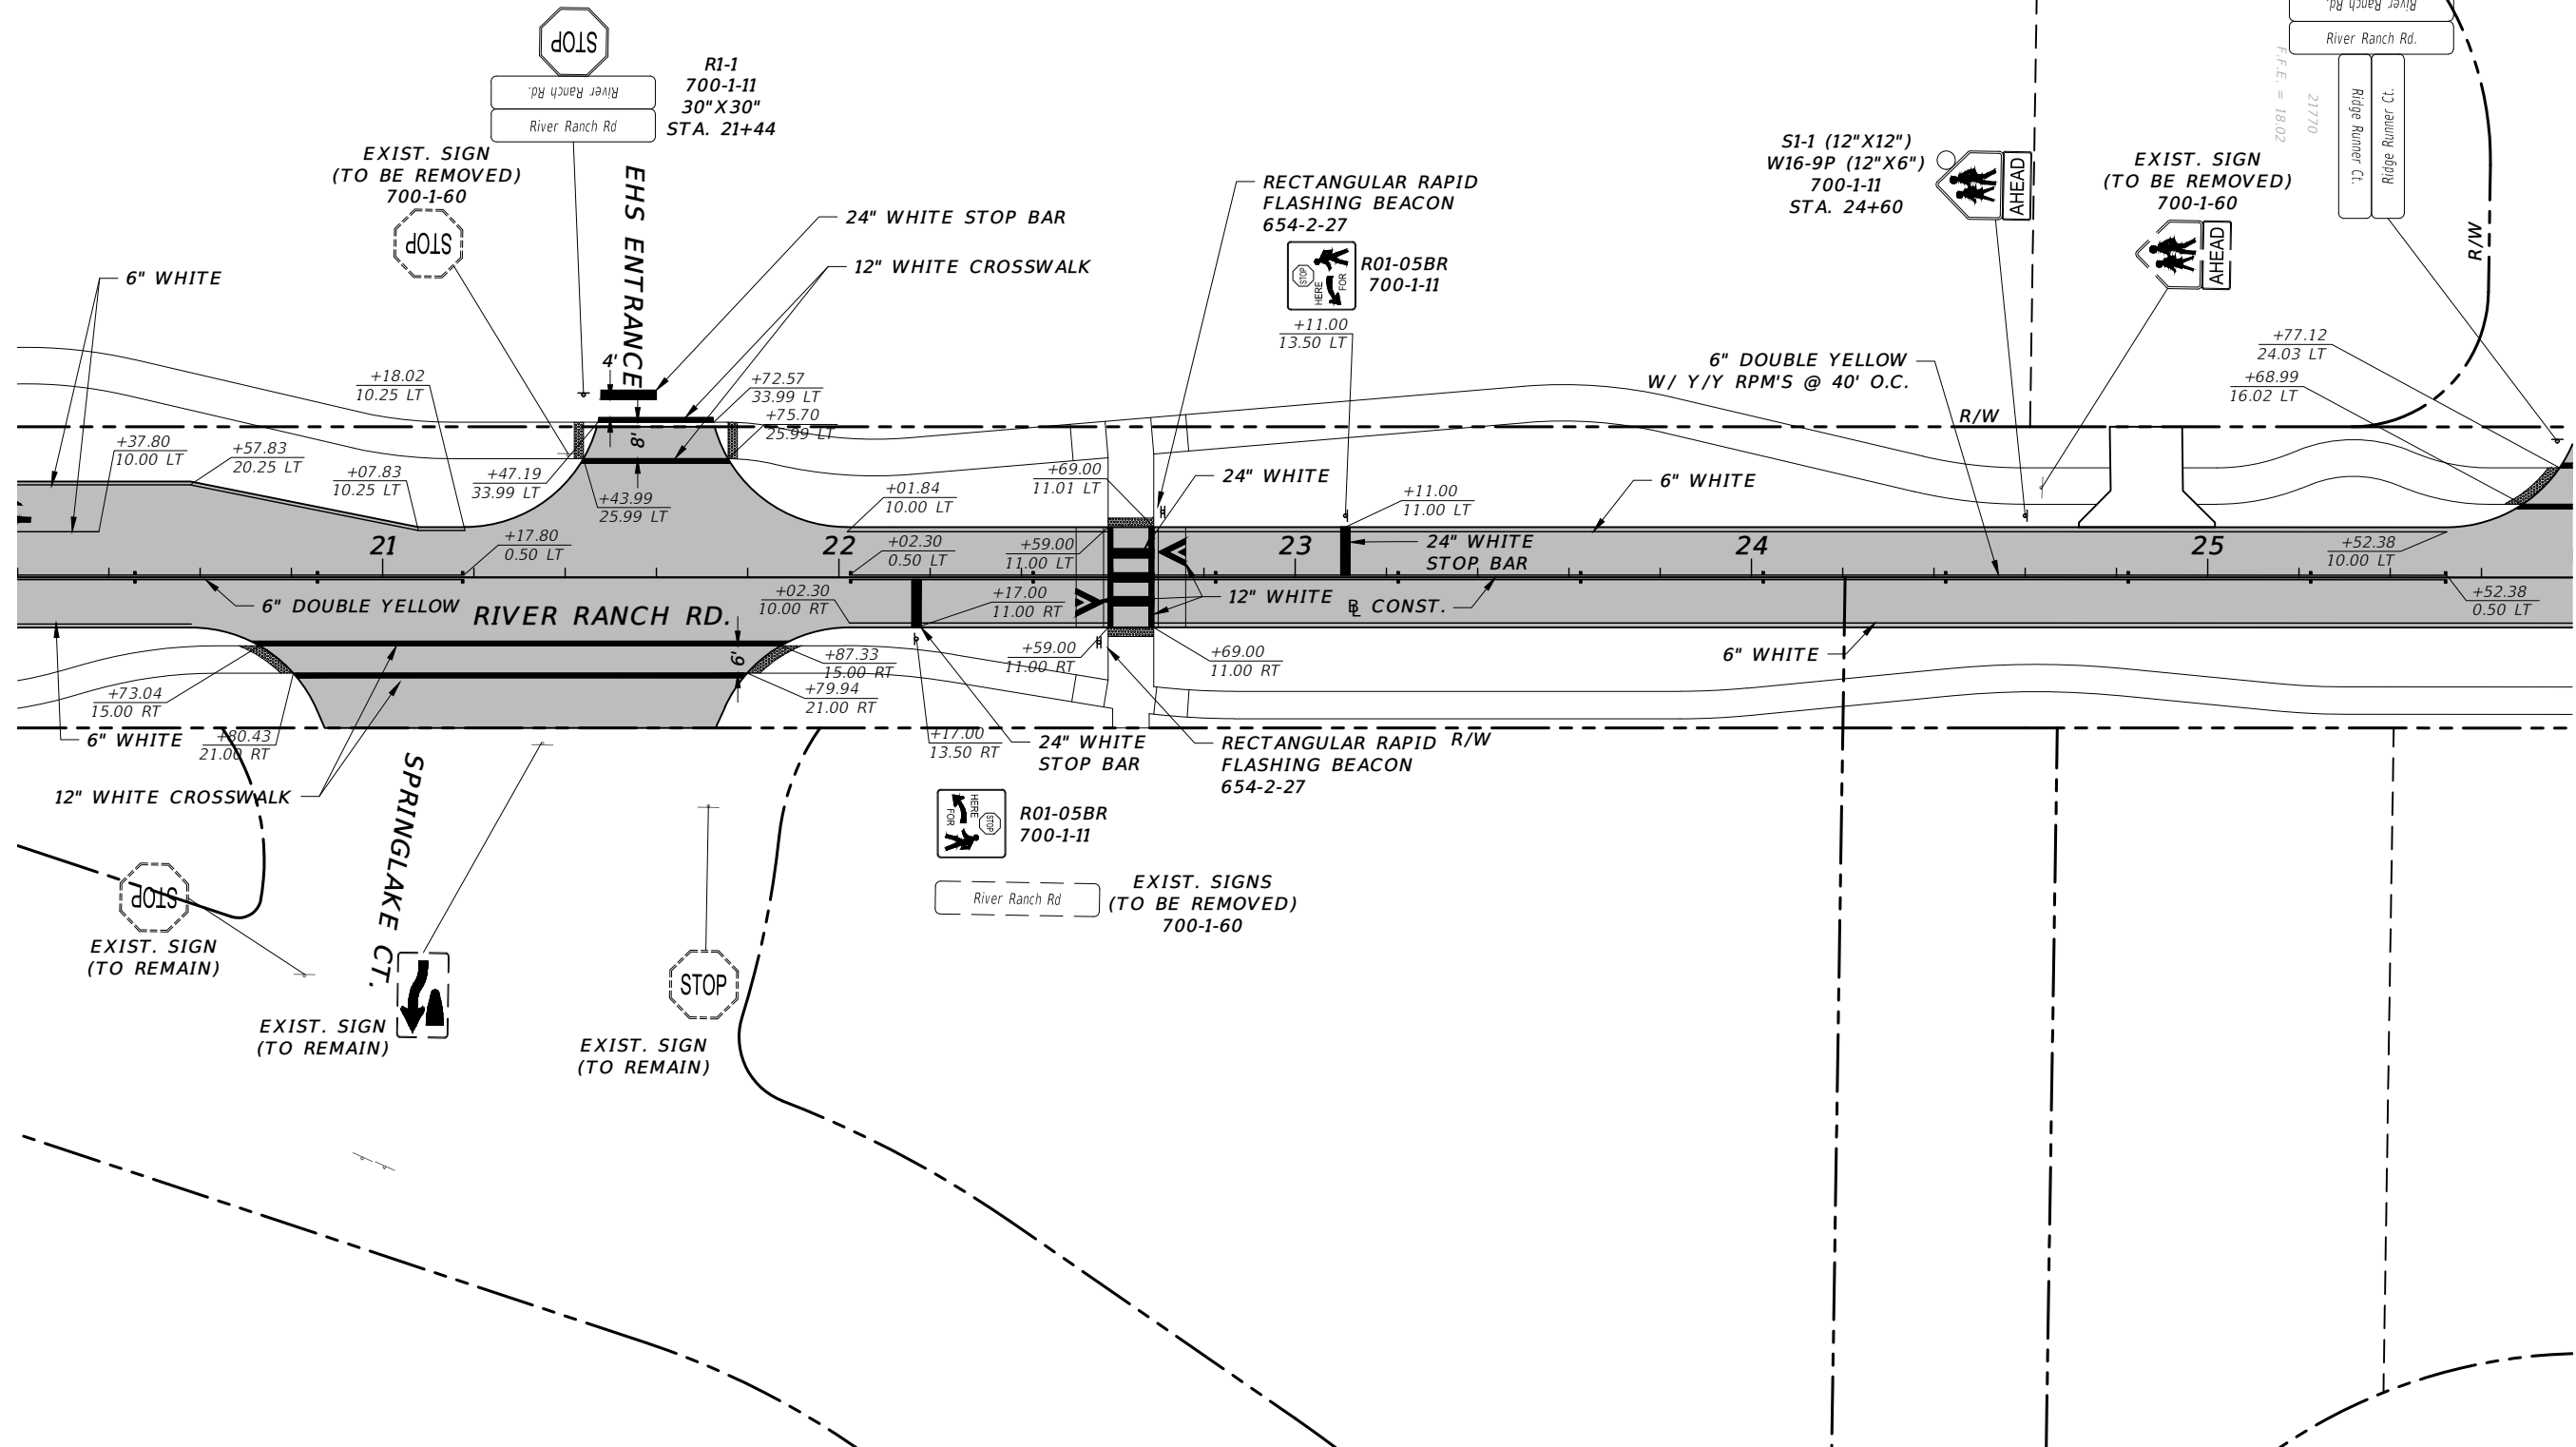 STOP
River Ranch Rd.
River Ranch Rd
R1-1
700-1-11
30"X30"
STA. 21+44
EXIST. SIGN
(TO BE REMOVED)
700-1-60
STOP
EHS ENTRANCE
24" WHITE STOP BAR
12" WHITE CROSSWALK
6" WHITE
RECTANGULAR RAPID
FLASHING BEACON
654-2-27
STOP
HERE
FOR
R01-05BR
700-1-11
+11.00
13.50 LT
S1-1 (12"X12")
W16-9P (12"X6")
700-1-11
STA. 24+60
AHEAD
EXIST. SIGN
(TO BE REMOVED)
700-1-60
AHEAD
River Ranch Rd.
River Ranch Rd.
Ridge Runner Ct.
Ridge Runner Ct.
F.F.E. = 18.02
21770
R/W
4'
8'
+18.02
10.25 LT
+72.57
33.99 LT
+75.70
25.99 LT
+37.80
10.00 LT
+57.83
20.25 LT
+07.83
10.25 LT
+47.19
33.99 LT
+43.99
25.99 LT
+69.00
11.01 LT
24" WHITE
+01.84
10.00 LT
+11.00
11.00 LT
6" WHITE
6" DOUBLE YELLOW
W/ Y/Y RPM'S @ 40' O.C.
R/W
+77.12
24.03 LT
+68.99
16.02 LT
21
22
23
24
25
+17.80
0.50 LT
+02.30
0.50 LT
+59.00
11.00 LT
24" WHITE
STOP BAR
+52.38
10.00 LT
6" DOUBLE YELLOW
RIVER RANCH RD.
+02.30
10.00 RT
+17.00
11.00 RT
12" WHITE
BL CONST.
+52.38
0.50 LT
9'
+87.33
15.00 RT
+59.00
11.00 RT
+69.00
11.00 RT
6" WHITE
+73.04
15.00 RT
+79.94
21.00 RT
6" WHITE
+80.43
21.00 RT
+17.00
13.50 RT
24" WHITE
STOP BAR
RECTANGULAR RAPID
FLASHING BEACON
654-2-27
R/W
12" WHITE CROSSWALK
SPRINGLAKE CT.
HERE
STOP
FOR
R01-05BR
700-1-11
River Ranch Rd
EXIST. SIGNS
(TO BE REMOVED)
700-1-60
STOP
EXIST. SIGN
(TO REMAIN)
EXIST. SIGN
(TO REMAIN)
STOP
EXIST. SIGN
(TO REMAIN)